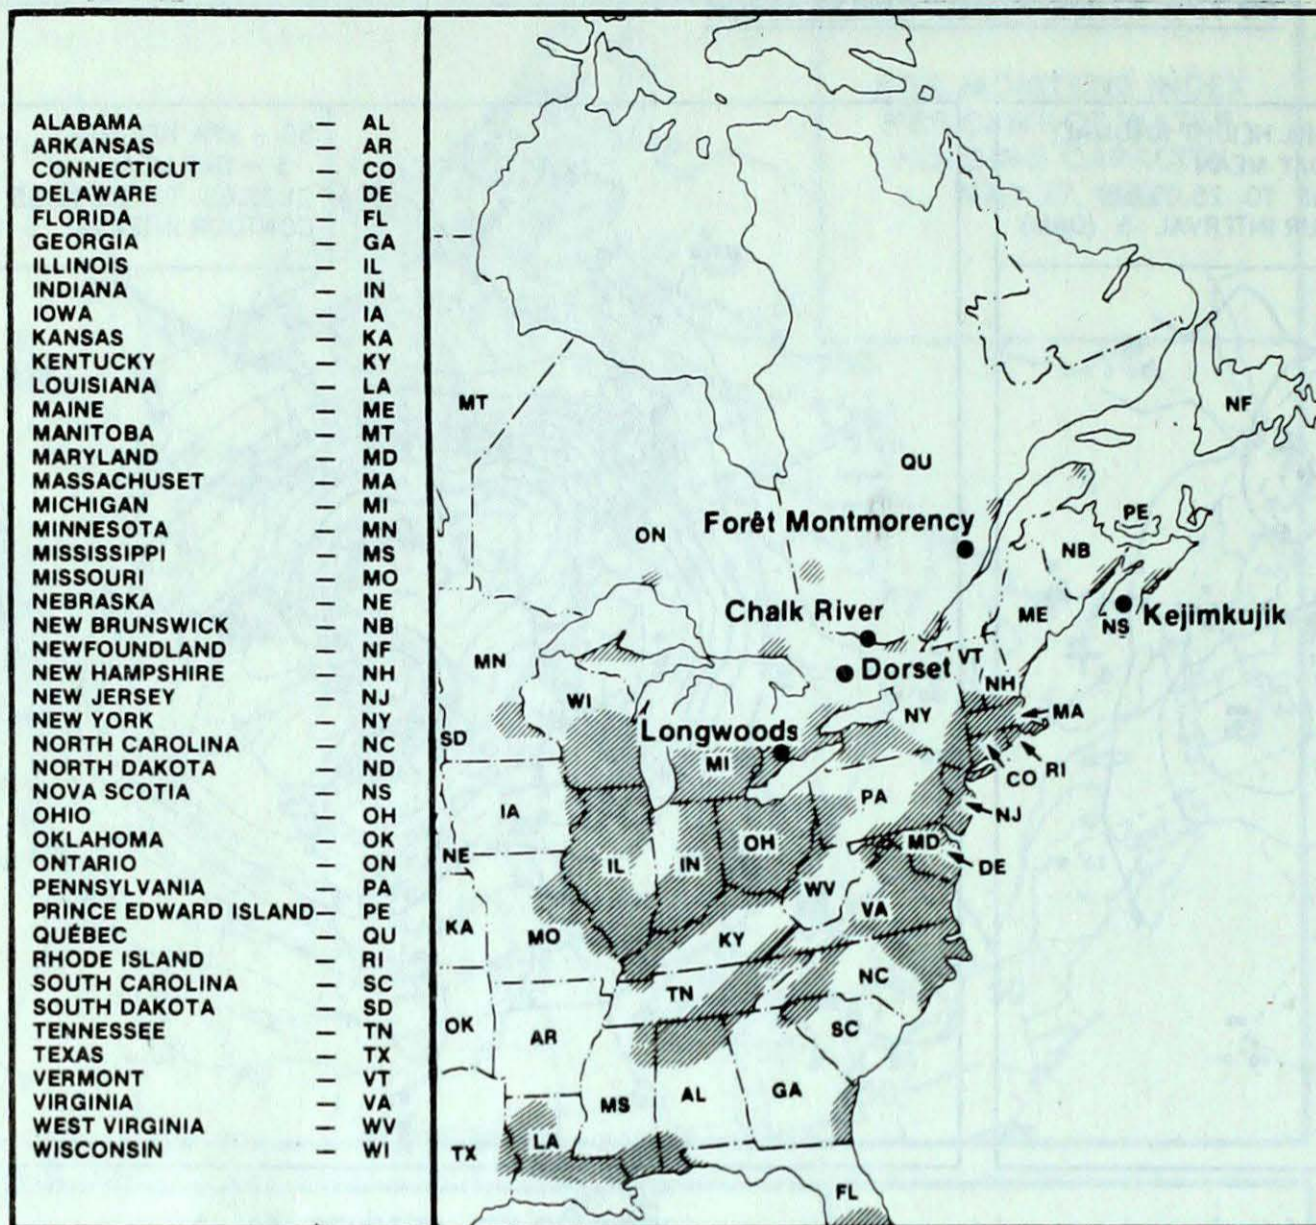 ALABAMA – AL
ARKANSAS – AR
CONNECTICUT – CO
DELAWARE – DE
FLORIDA – FL
GEORGIA – GA
ILLINOIS – IL
INDIANA – IN
IOWA – IA
KANSAS – KA
KENTUCKY – KY
LOUISIANA – LA
MAINE – ME
MANITOBA – MT
MARYLAND – MD
MASSACHUSET – MA
MICHIGAN – MI
MINNESOTA – MN
MISSISSIPPI – MS
MISSOURI – MO
NEBRASKA – NE
NEW BRUNSWICK – NB
NEWFOUNDLAND – NF
NEW HAMPSHIRE – NH
NEW JERSEY – NJ
NEW YORK – NY
NORTH CAROLINA – NC
NORTH DAKOTA – ND
NOVA SCOTIA – NS
OHIO – OH
OKLAHOMA – OK
ONTARIO – ON
PENNSYLVANIA – PA
PRINCE EDWARD ISLAND – PE
QUÉBEC – QU
RHODE ISLAND – RI
SOUTH CAROLINA – SC
SOUTH DAKOTA – SD
TENNESSEE – TN
TEXAS – TX
VERMONT – VT
VIRGINIA – VA
WEST VIRGINIA – WV
WISCONSIN – WI
MT
NF
QU
PE
Forêt Montmorency
ON
NB
Chalk River
ME
NS
Kejimkujik
MN
Dorset
VT
NH
WI
NY
MA
SD
Longwoods
MI
CO
RI
IA
PA
NJ
NE
IL
IN
OH
MD
DE
WV
KA
MO
KY
VA
TN
NC
OK
AR
SC
MS
AL
GA
LA
TX
FL